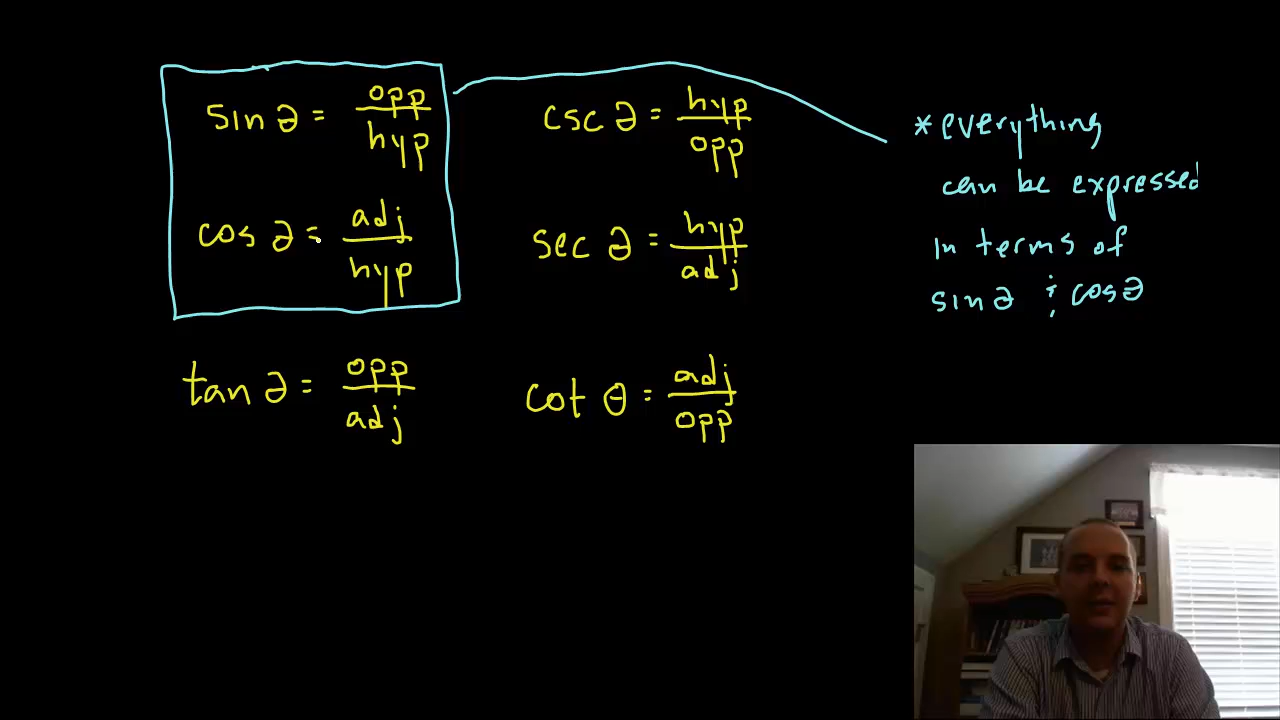 sin θ = opp/hyp
csc θ = hyp/opp
cos θ = adj/hyp
sec θ = hyp/adj
tan θ = opp/adj
cot θ = adj/opp
* everything
can be expressed
in terms of
sin θ & cos θ